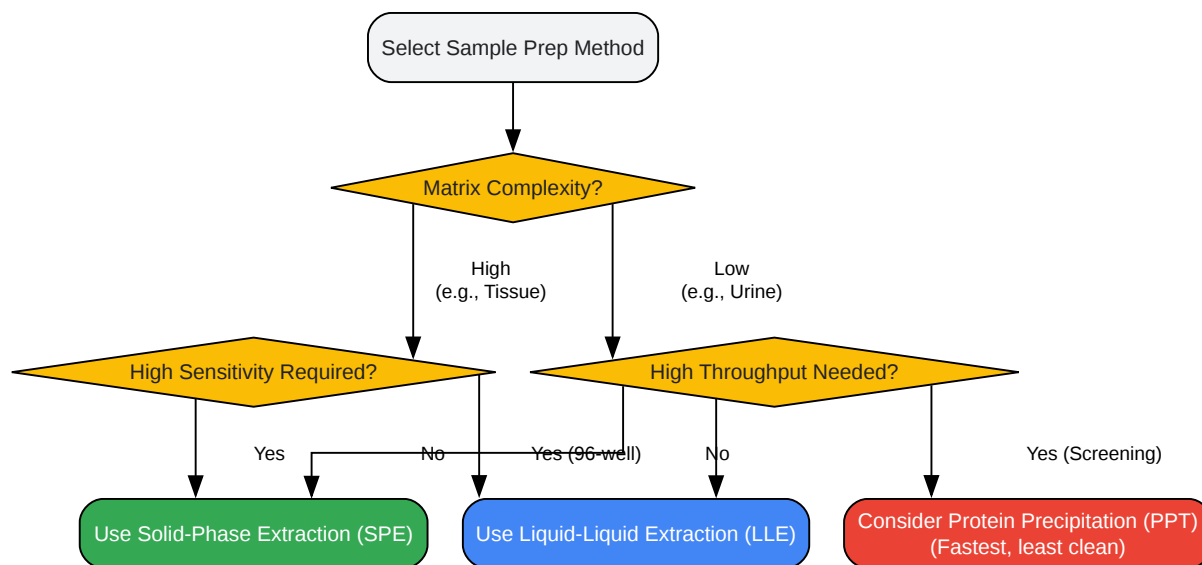 Select Sample Prep Method
Matrix Complexity?
High
(e.g., Tissue)
Low
(e.g., Urine)
High Sensitivity Required?
High Throughput Needed?
Yes
No
Yes (96-well)
No
Yes (Screening)
Use Solid-Phase Extraction (SPE)
Use Liquid-Liquid Extraction (LLE)
Consider Protein Precipitation (PPT)
(Fastest, least clean)